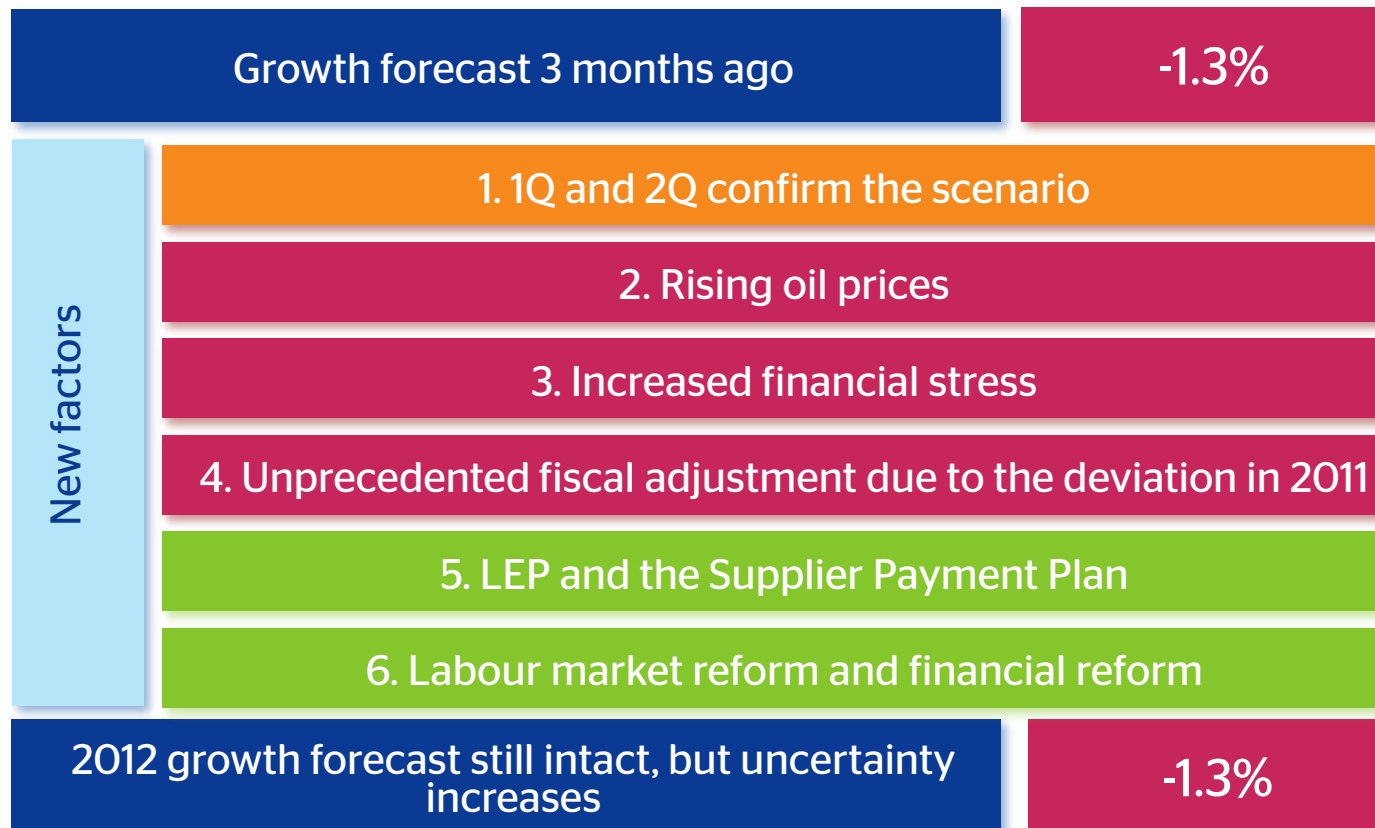 Growth forecast 3 months ago
-1.3%
New factors
1. 1Q and 2Q confirm the scenario
2. Rising oil prices
3. Increased financial stress
4. Unprecedented fiscal adjustment due to the deviation in 2011
5. LEP and the Supplier Payment Plan
6. Labour market reform and financial reform
2012 growth forecast still intact, but uncertainty
increases
-1.3%